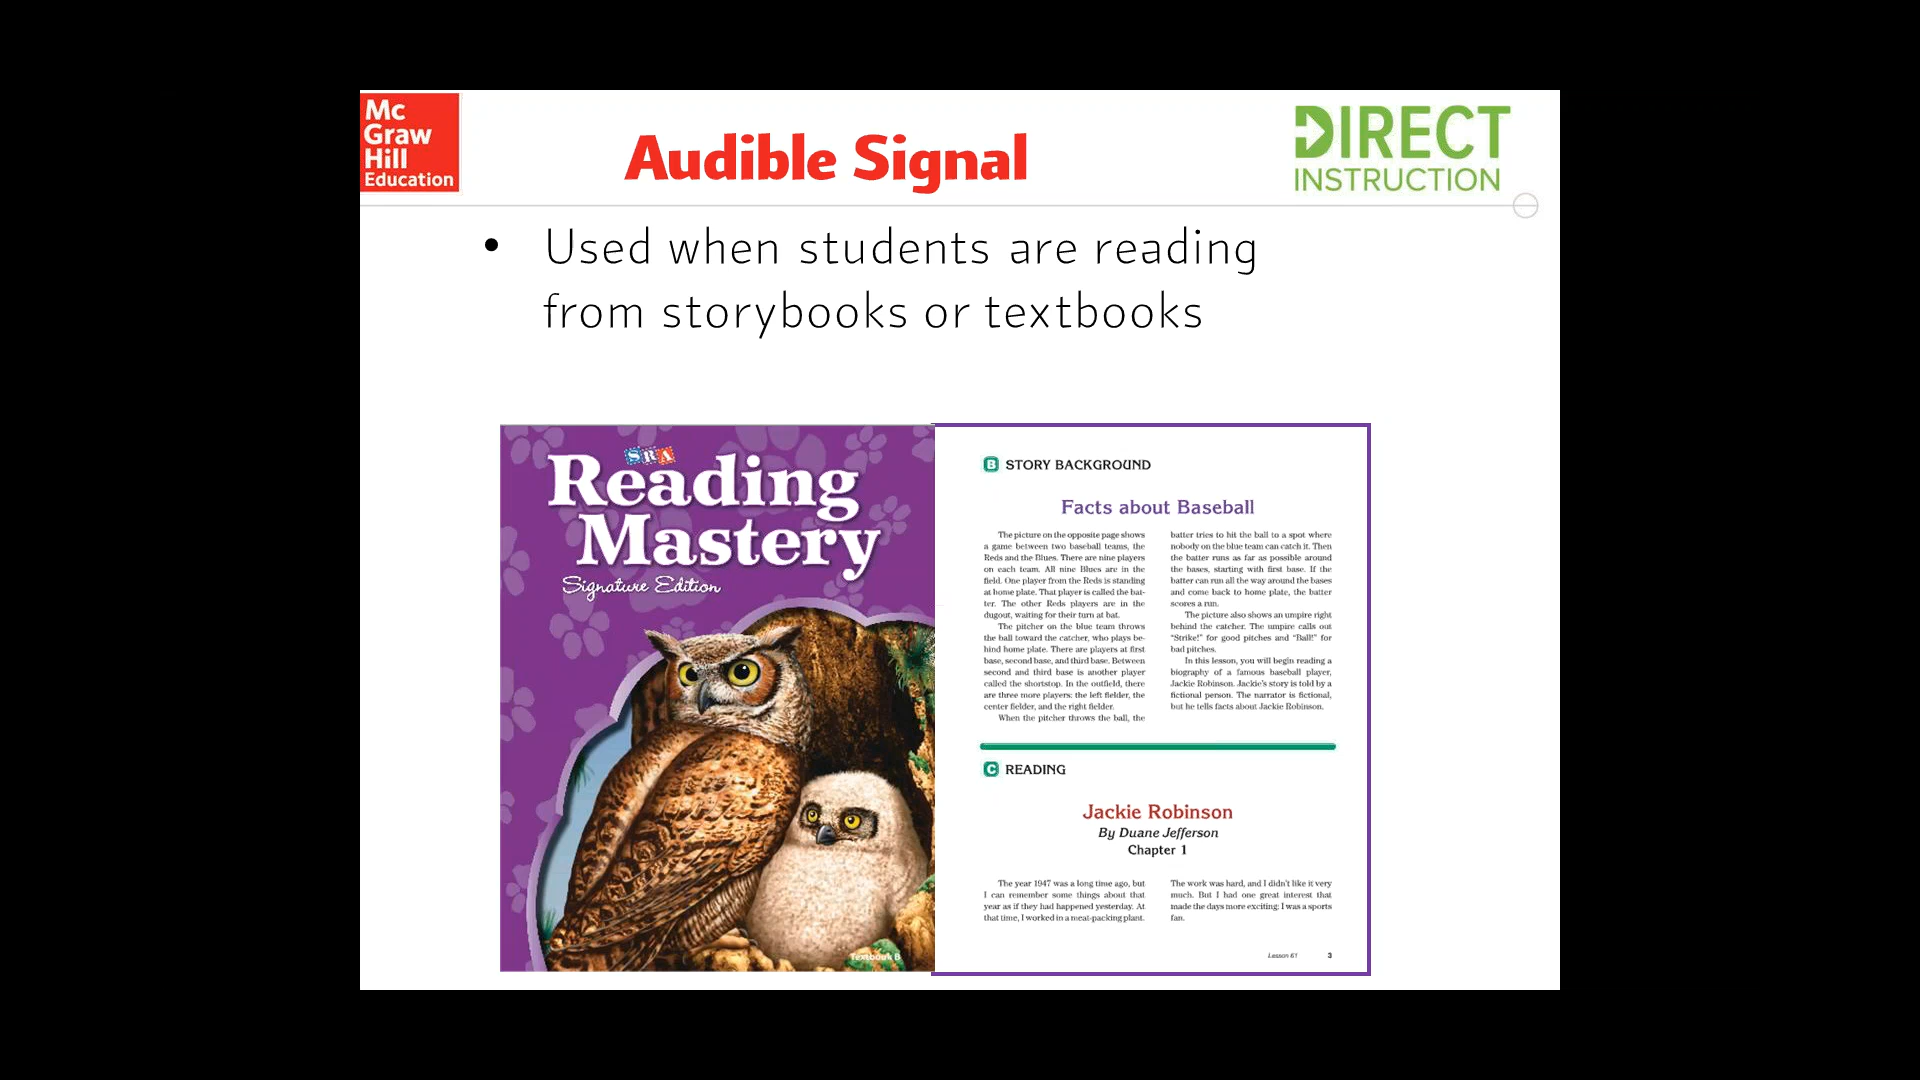 Mc
Graw
Hill
Education
Audible Signal
DIRECT
INSTRUCTION
• Used when students are reading
from storybooks or textbooks
SRA
Reading
Mastery
Signature Edition
Textbook B
B STORY BACKGROUND
Facts about Baseball
The picture on the opposite page shows
a game between two baseball teams, the
Reds and the Blues. There are nine players
on each team. All nine Blues are in the
field. One player from the Reds is standing
at home plate. That player is called the bat-
ter. The other Reds players are in the
dugout, waiting for their turn at bat.
The pitcher on the blue team throws
the ball toward the catcher, who plays be-
hind home plate. There are players at first
base, second base, and third base. Between
second and third base is another player
called the shortstop. In the outfield, there
are three more players: the left fielder, the
center fielder, and the right fielder.
When the pitcher throws the ball, the
batter tries to hit the ball to a spot where
nobody on the blue team can catch it. Then
the batter runs as far as possible around
the bases, starting with first base. If the
batter can run all the way around the bases
and come back to home plate, the batter
scores a run.
The picture also shows an umpire right
behind the catcher. The umpire calls out
"Strike!" for good pitches and "Ball!" for
bad pitches.
In this lesson, you will begin reading a
biography of a famous baseball player,
Jackie Robinson. Jackie's story is told by a
fictional person. The narrator is fictional,
but he tells facts about Jackie Robinson.
C READING
Jackie Robinson
By Duane Jefferson
Chapter 1
The year 1947 was a long time ago, but
I can remember some things about that
year as if they had happened yesterday. At
that time, I worked in a meat-packing plant.
The work was hard, and I didn't like it very
much. But I had one great interest that
made the days more exciting: I was a sports
fan.
Lesson 61 3